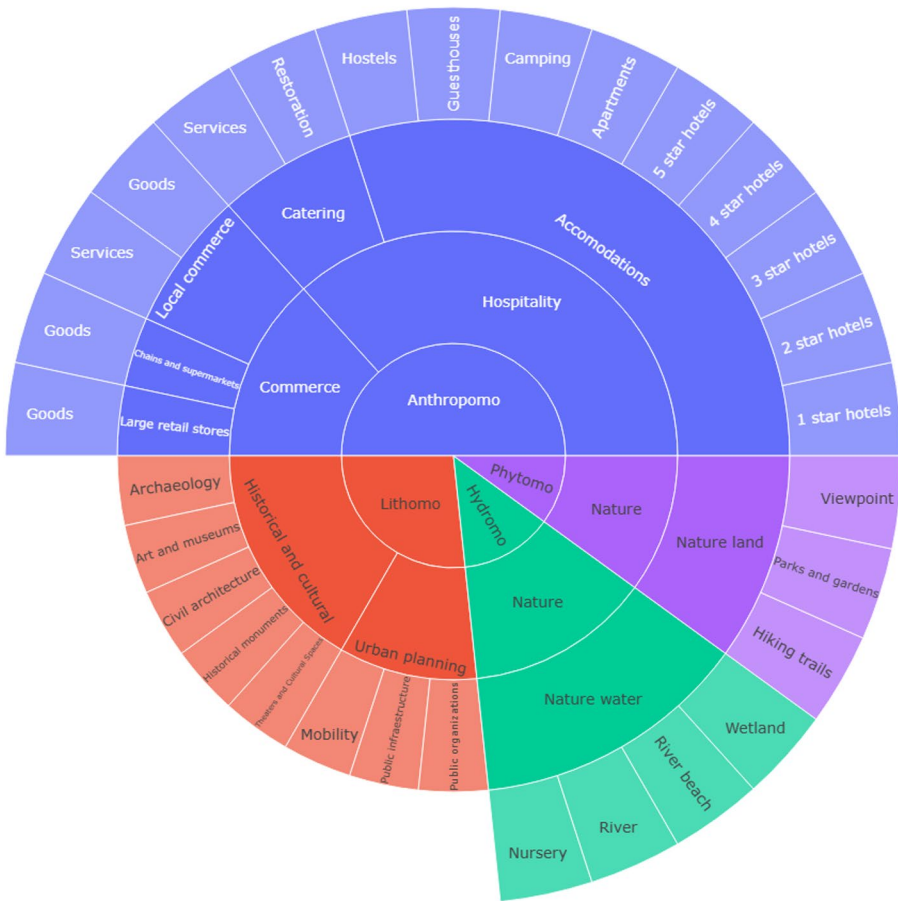 Hostels
Guesthouses
Camping
Restoration
Apartments
Services
5 star hotels
Goods
4 star hotels
Catering
Accomodations
Services
Local commerce
3 star hotels
Hospitality
Goods
Chains and supermarkets
2 star hotels
Commerce
Anthropomo
Goods
Large retail stores
1 star hotels
Archaeology
Historical and cultural
Lithomo
Hydromo
Phytomo
Nature
Nature land
Viewpoint
Art and museums
Parks and gardens
Civil architecture
Nature
Hiking trails
Historical monuments
Theaters and Cultural Spaces
Urban planning
Nature water
Wetland
Mobility
Public infraestructure
Public organizations
River beach
River
Nursery